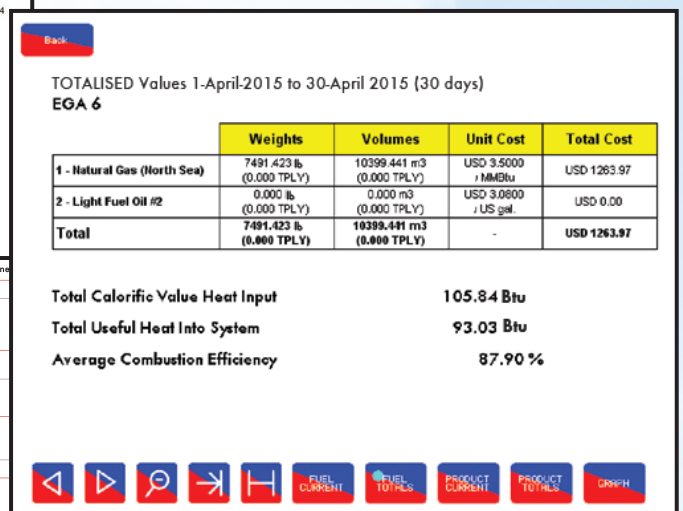 4
Back
TOTALISED Values 1-April-2015 to 30-April 2015 (30 days)
EGA 6
Weights Volumes Unit Cost Total Cost
1 - Natural Gas (North Sea) 7491.423 lb (0.000 TPLY) 10399.441 m3 (0.000 TPLY) USD 3.5000 / MMBtu USD 1263.97
2 - Light Fuel Oil #2 0.000 lb (0.000 TPLY) 0.000 m3 (0.000 TPLY) USD 3.0800 / US gal. USD 0.00
Total 7491.423 lb (0.000 TPLY) 10399.441 m3 (0.000 TPLY) - USD 1263.97
ne
Total Calorific Value Heat Input 105.84 Btu
Total Useful Heat Into System 93.03 Btu
Average Combustion Efficiency 87.90 %
FUEL CURRENT FUEL TOTALS PRODUCT CURRENT PRODUCT TOTALS GRAPH